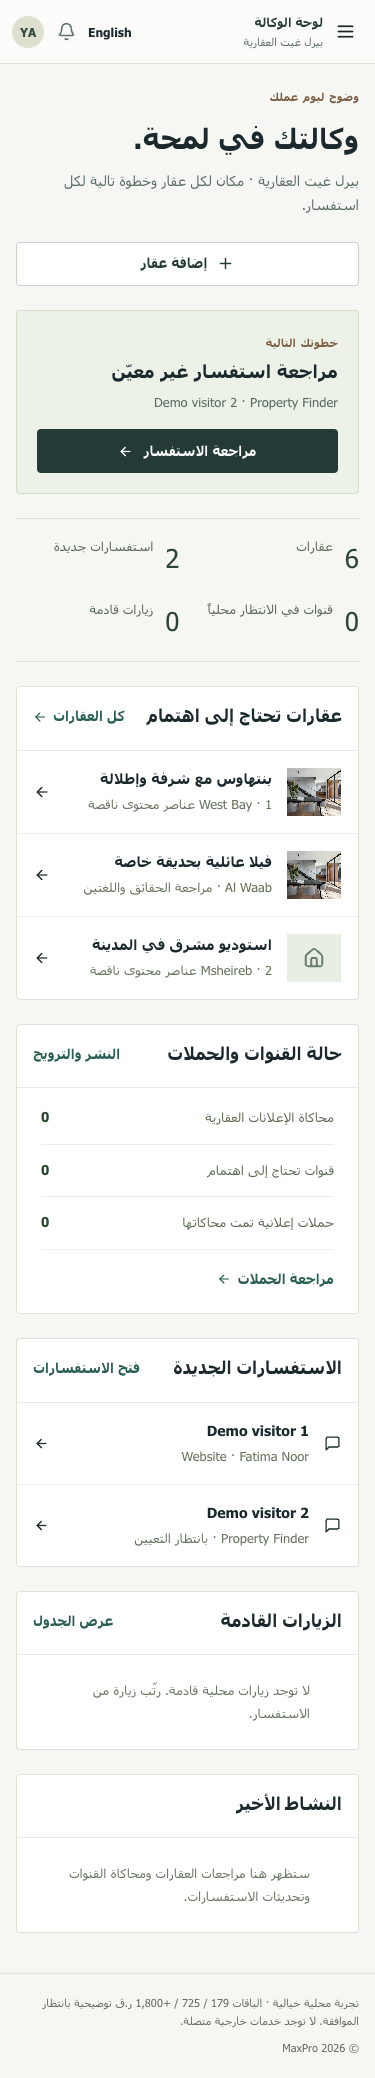 لوحة الوكالة
بيرل غيت العقارية
English
YA
وضوح ليوم عملك
وكالتك في لمحة.
بيرل غيت العقارية · مكان لكل عقار وخطوة تالية لكل
استفسار.
إضافة عقار
خطوتك التالية
مراجعة استفسار غير معيّن
Demo visitor 2 · Property Finder
مراجعة الاستفسار
6 عقارات
2 استفسارات جديدة
0 قنوات في الانتظار محلياً
0 زيارات قادمة
عقارات تحتاج إلى اهتمام
كل العقارات
بنتهاوس مع شرفة وإطلالة
West Bay · 1 عناصر محتوى ناقصة
فيلا عائلية بحديقة خاصة
Al Waab · مراجعة الحقائق واللغتين
استوديو مشرق في المدينة
Msheireb · 2 عناصر محتوى ناقصة
حالة القنوات والحملات
النشر والترويج
محاكاة الإعلانات العقارية 0
قنوات تحتاج إلى اهتمام 0
حملات إعلانية تمت محاكاتها 0
مراجعة الحملات
الاستفسارات الجديدة
فتح الاستفسارات
Demo visitor 1
Website · Fatima Noor
Demo visitor 2
Property Finder · بانتظار التعيين
الزيارات القادمة
عرض الجدول
لا توجد زيارات محلية قادمة. رتّب زيارة من
الاستفسار.
النشاط الأخير
ستظهر هنا مراجعات العقارات ومحاكاة القنوات
وتحديثات الاستفسارات.
تجربة محلية خيالية · الباقات 179 / 725 / +1,800 ر.ق توضيحية بانتظار
الموافقة. لا توجد خدمات خارجية متصلة.
© 2026 MaxPro